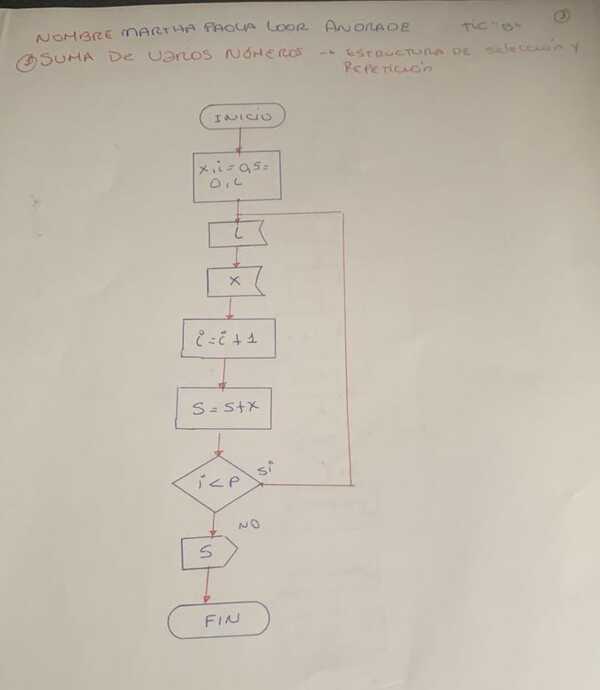 3
NOMBRE MARTHA PAOLA LOOR ANDRADE TIC "B"
3 SUMA DE VARIOS NÚMEROS → ESTRUCTURA DE selección y
REPETICIÓN
INICIO
x, i = 0, S =
0, L
L
x
i = i + 1
S = S + x
i < P
Si
NO
S
FIN